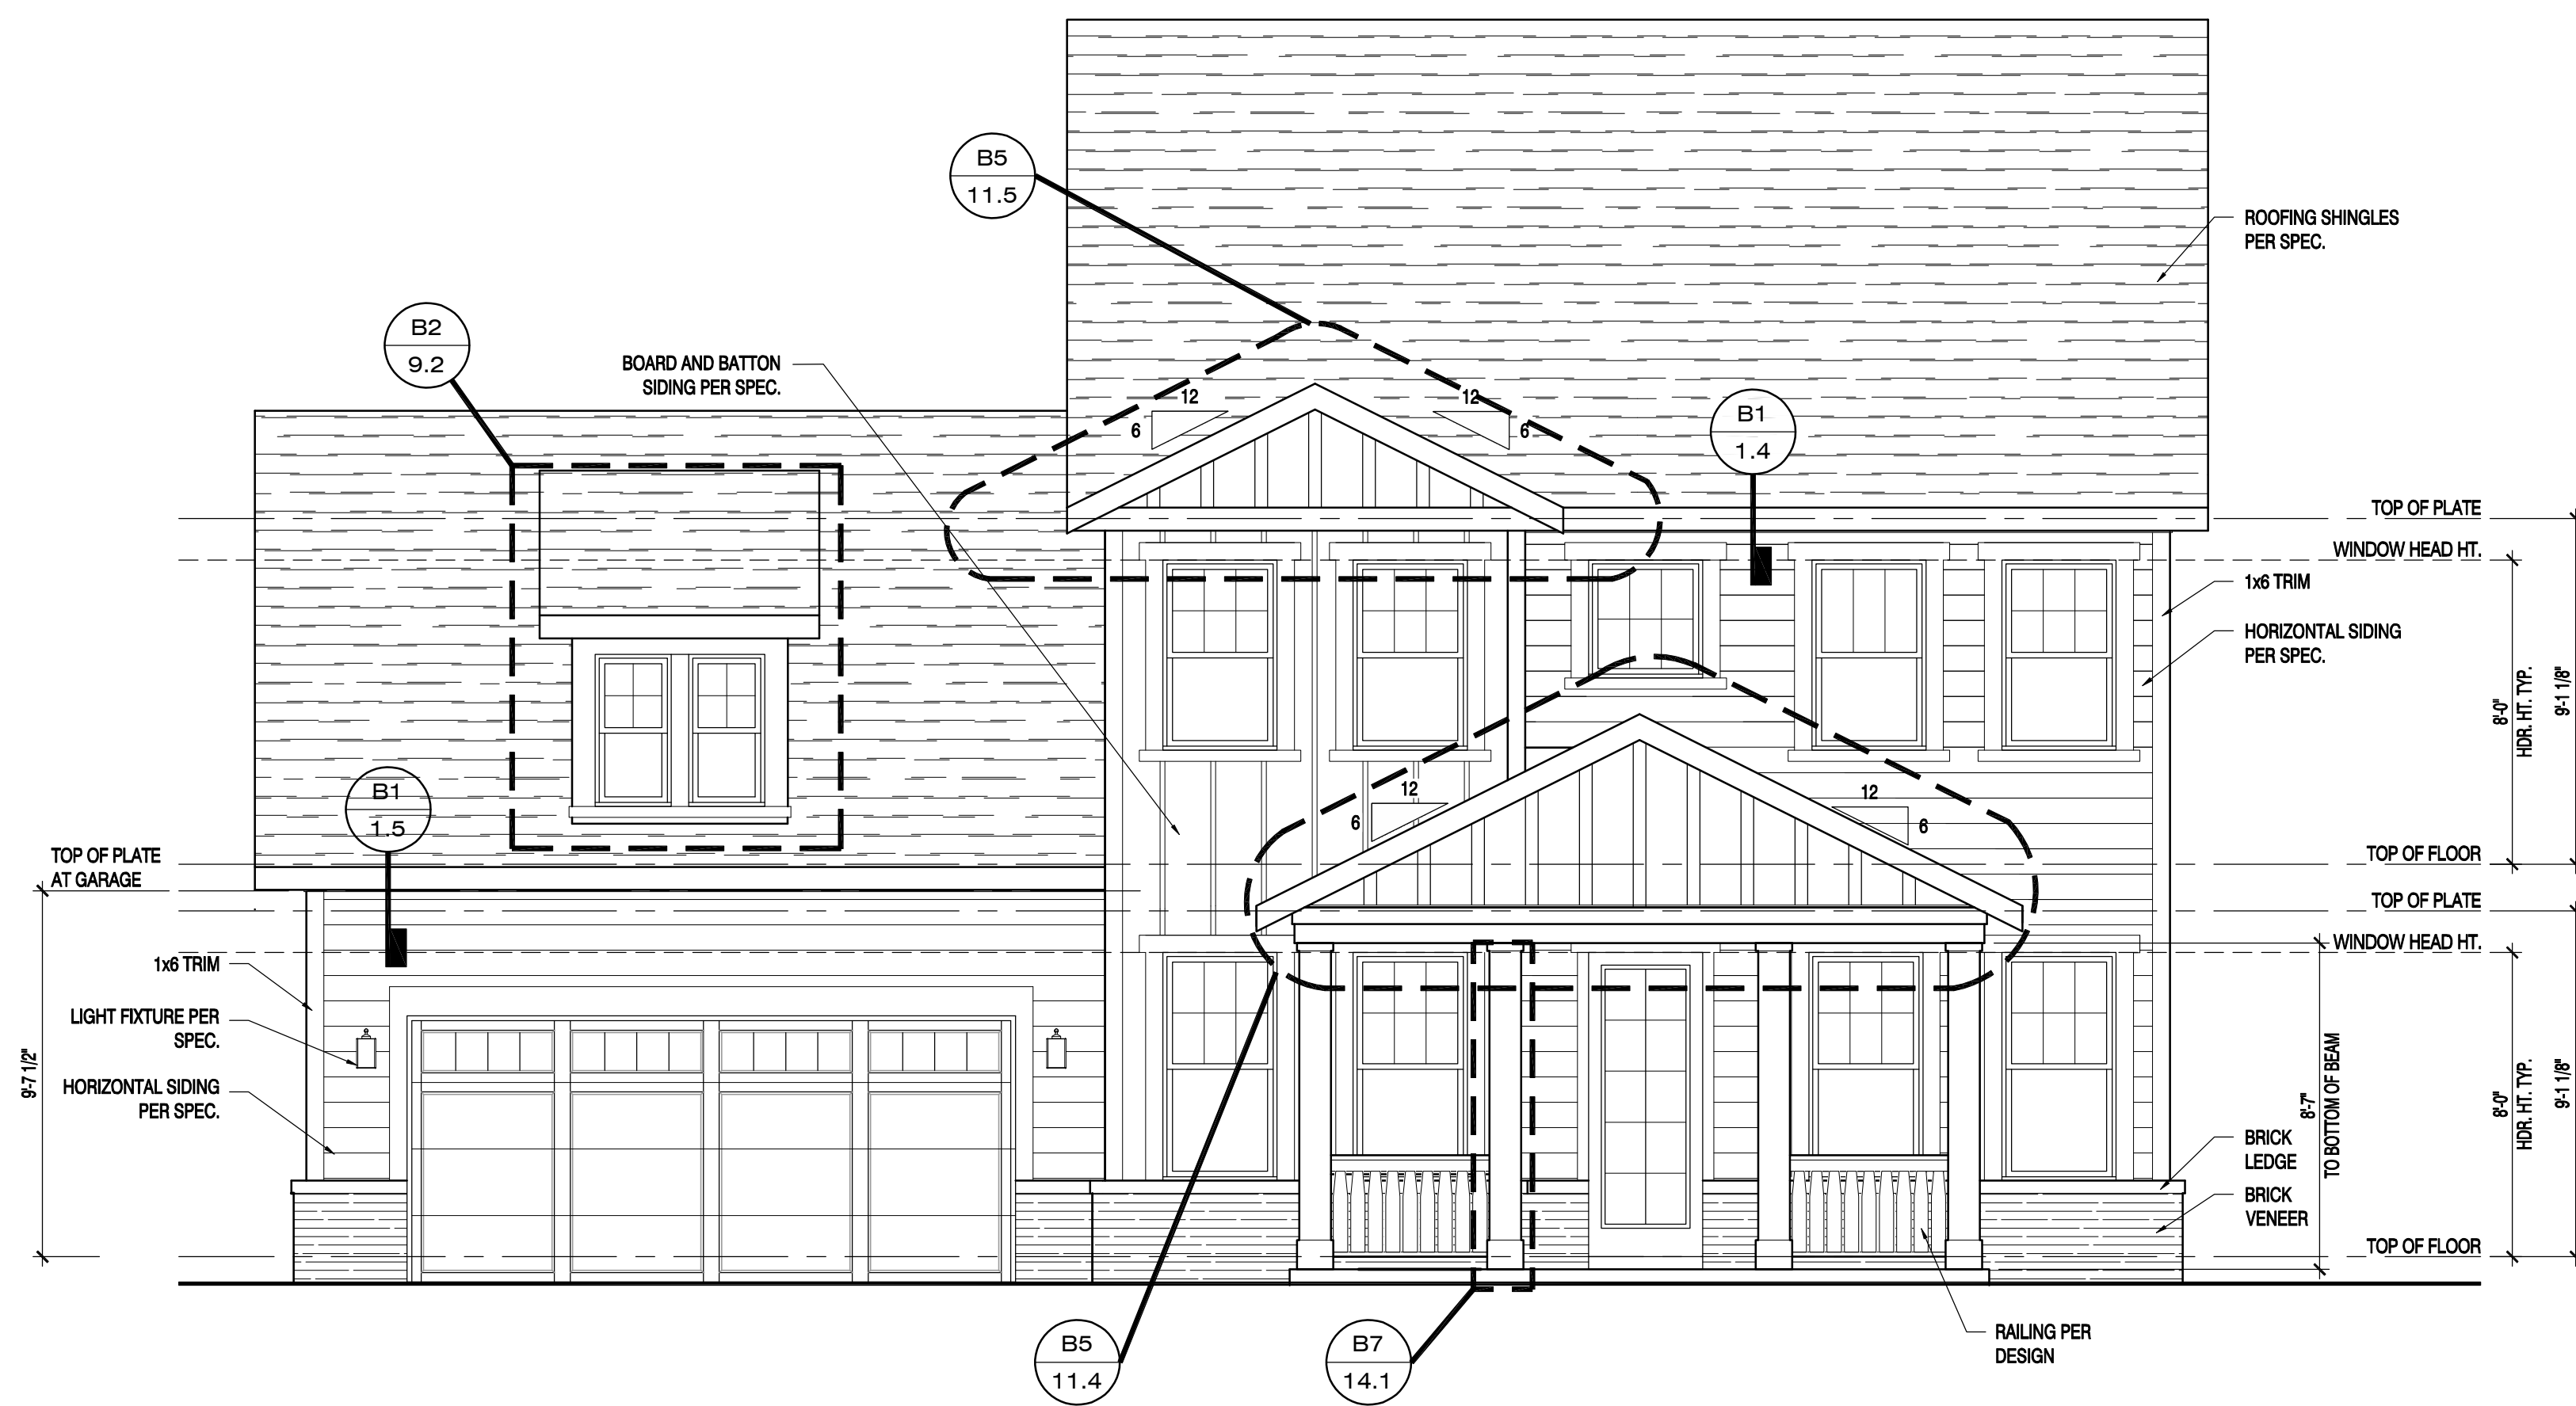 B5
11.5
ROOFING SHINGLES
PER SPEC.
B2
9.2
BOARD AND BATTON
SIDING PER SPEC.
12
6
12
6
B1
1.4
TOP OF PLATE
WINDOW HEAD HT.
1x6 TRIM
HORIZONTAL SIDING
PER SPEC.
8'-0"
HDR. HT. TYP.
9'-1 1/8"
B1
1.5
12
6
12
6
TOP OF PLATE
AT GARAGE
TOP OF FLOOR
TOP OF PLATE
WINDOW HEAD HT.
1x6 TRIM
LIGHT FIXTURE PER
SPEC.
9'-7 1/2"
HORIZONTAL SIDING
PER SPEC.
8'-7"
TO BOTTOM OF BEAM
8'-0"
HDR. HT. TYP.
9'-1 1/8"
BRICK
LEDGE
BRICK
VENEER
TOP OF FLOOR
B5
11.4
B7
14.1
RAILING PER
DESIGN